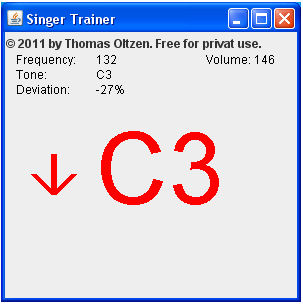 Singer Trainer
© 2011 by Thomas Oltzen. Free for privat use.
Frequency: 132 Volume: 146
Tone: C3
Deviation: -27%
↓ C3